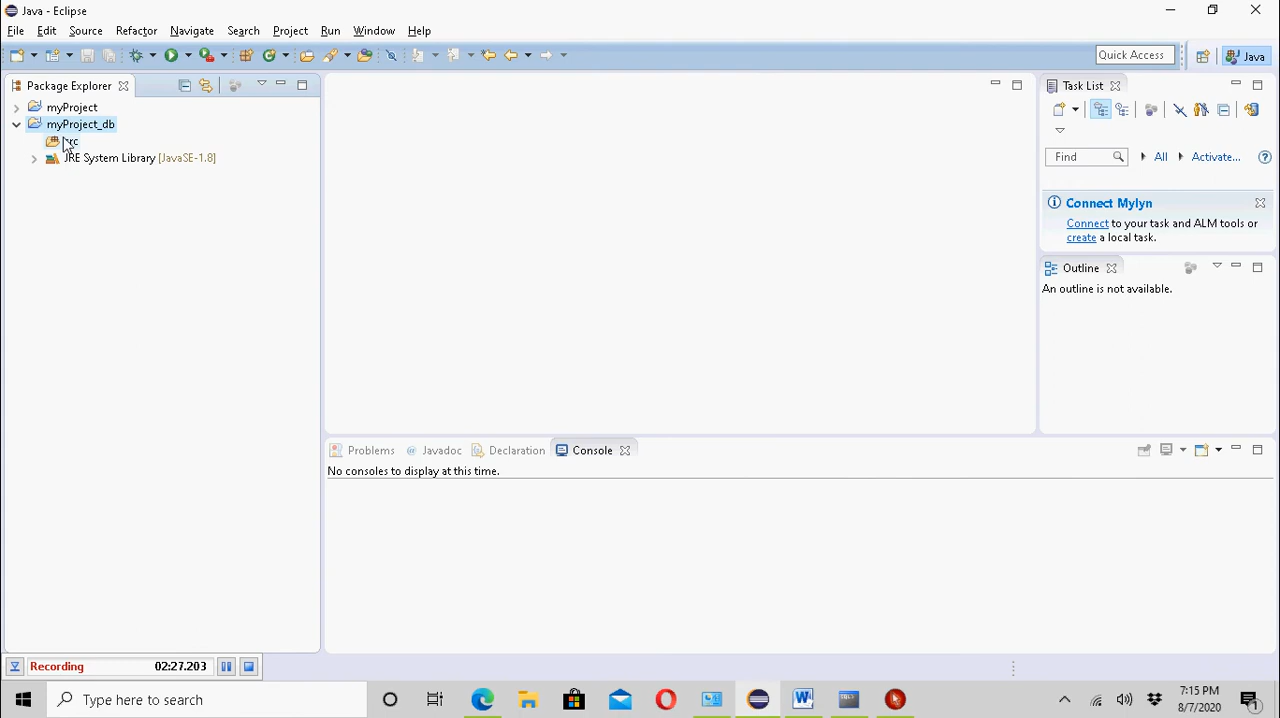 Java - Eclipse
File Edit Source Refactor Navigate Search Project Run Window Help
Quick Access Java
Package Explorer
myProject
myProject_db
JRE System Library [JavaSE-1.8]
Task List
Find All Activate... ?
Connect Mylyn
Connect to your task and ALM tools or
create a local task.
Outline
An outline is not available.
Problems @ Javadoc Declaration Console
No consoles to display at this time.
Recording 02:27.203
Type here to search
7:15 PM
8/7/2020
1